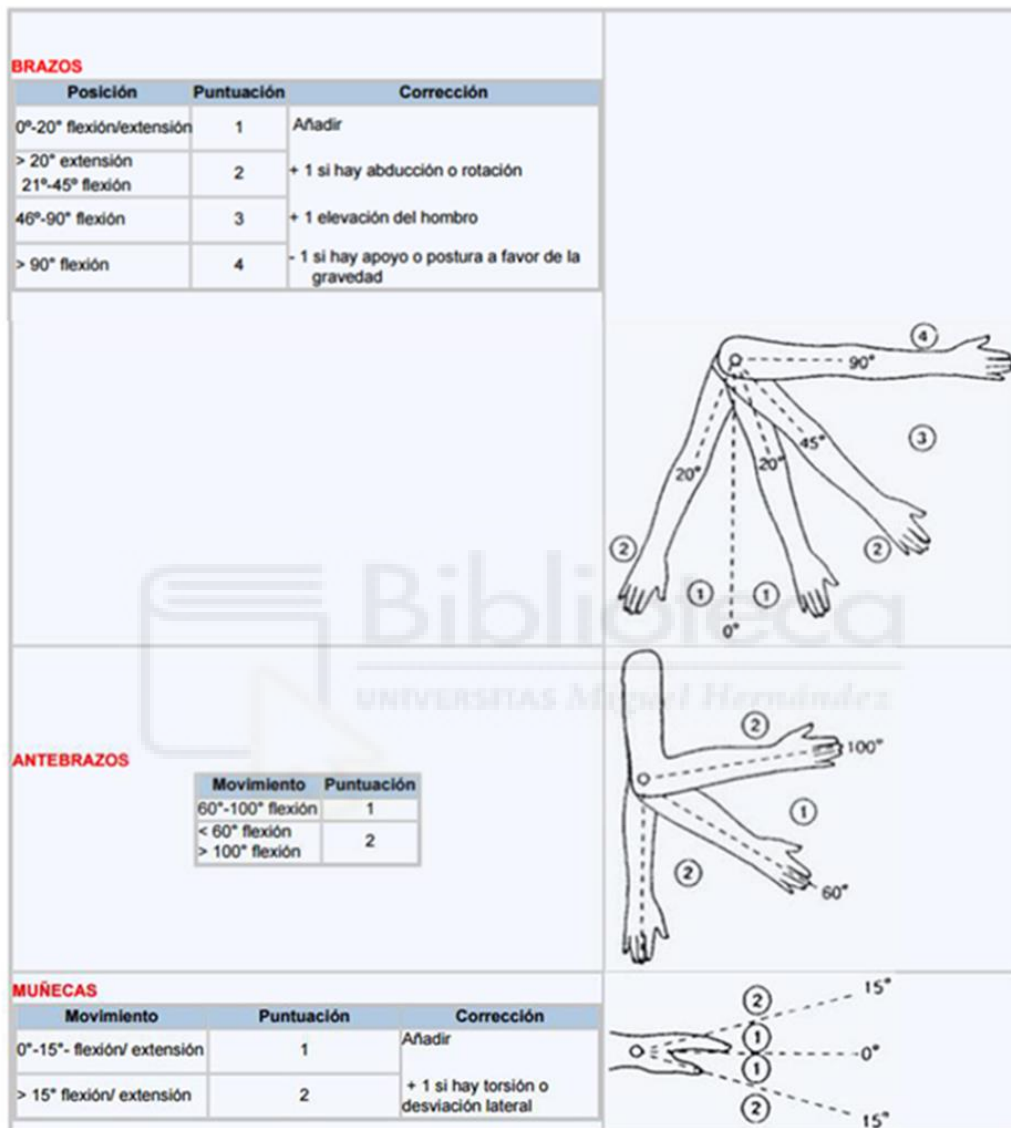 BRAZOS
Posición Puntuación Corrección
0º-20° flexión/extensión 1 Añadir
> 20° extensión
21º-45º flexión 2 + 1 si hay abducción o rotación
46º-90° flexión 3 + 1 elevación del hombro
> 90° flexión 4 - 1 si hay apoyo o postura a favor de la
gravedad
4
90°
3
45°
20°
20°
2
2
1
1
0°
Biblioteca
UNIVERSITAS Miguel Hernández
ANTEBRAZOS
Movimiento Puntuación
60°-100° flexión 1
< 60° flexión
> 100° flexión 2
2
100°
1
2
60°
MUÑECAS
Movimiento Puntuación Corrección
0°-15°- flexión/ extensión 1 Añadir
> 15° flexión/ extensión 2 + 1 si hay torsión o
desviación lateral
15°
2
1
0°
1
2
15°